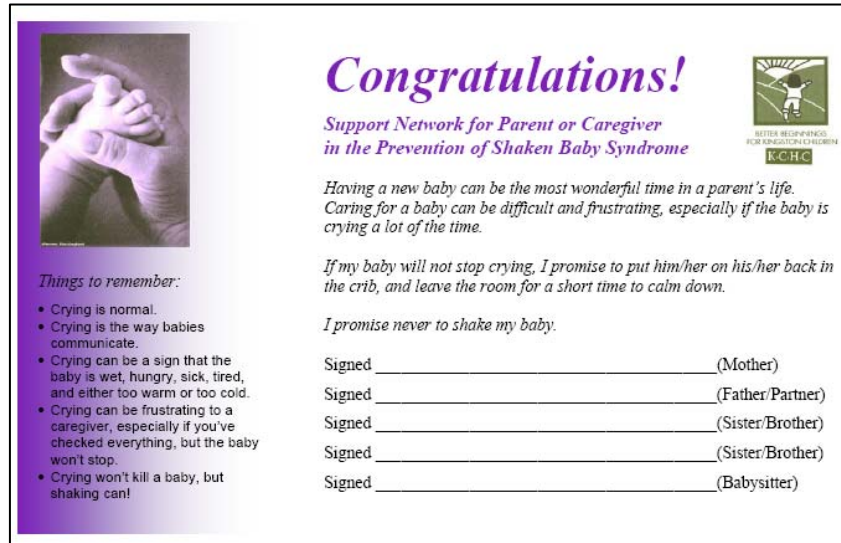 Congratulations!
Support Network for Parent or Caregiver
in the Prevention of Shaken Baby Syndrome
BETTER BEGINNINGS
FOR KINGSTON CHILDREN
K·C·H·C
Having a new baby can be the most wonderful time in a parent's life.
Caring for a baby can be difficult and frustrating, especially if the baby is
crying a lot of the time.
If my baby will not stop crying, I promise to put him/her on his/her back in
the crib, and leave the room for a short time to calm down.
I promise never to shake my baby.
Signed ______________________________________(Mother)
Signed ______________________________________(Father/Partner)
Signed ______________________________________(Sister/Brother)
Signed ______________________________________(Sister/Brother)
Signed ______________________________________(Babysitter)
Things to remember:
• Crying is normal.
• Crying is the way babies
communicate.
• Crying can be a sign that the
baby is wet, hungry, sick, tired,
and either too warm or too cold.
• Crying can be frustrating to a
caregiver, especially if you've
checked everything, but the baby
won't stop.
• Crying won't kill a baby, but
shaking can!